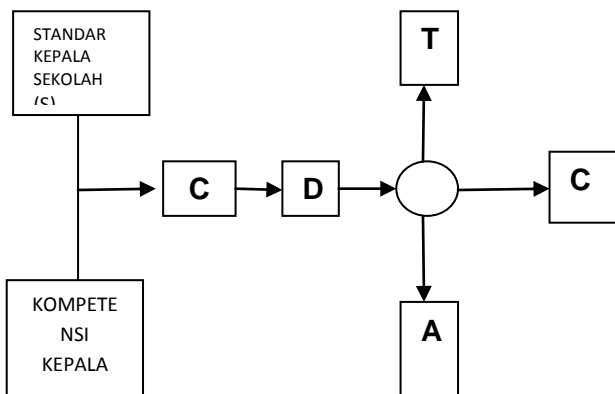 STANDAR
KEPALA
SEKOLAH
(S)
T
C
D
C
KOMPETE
NSI
KEPALA
A